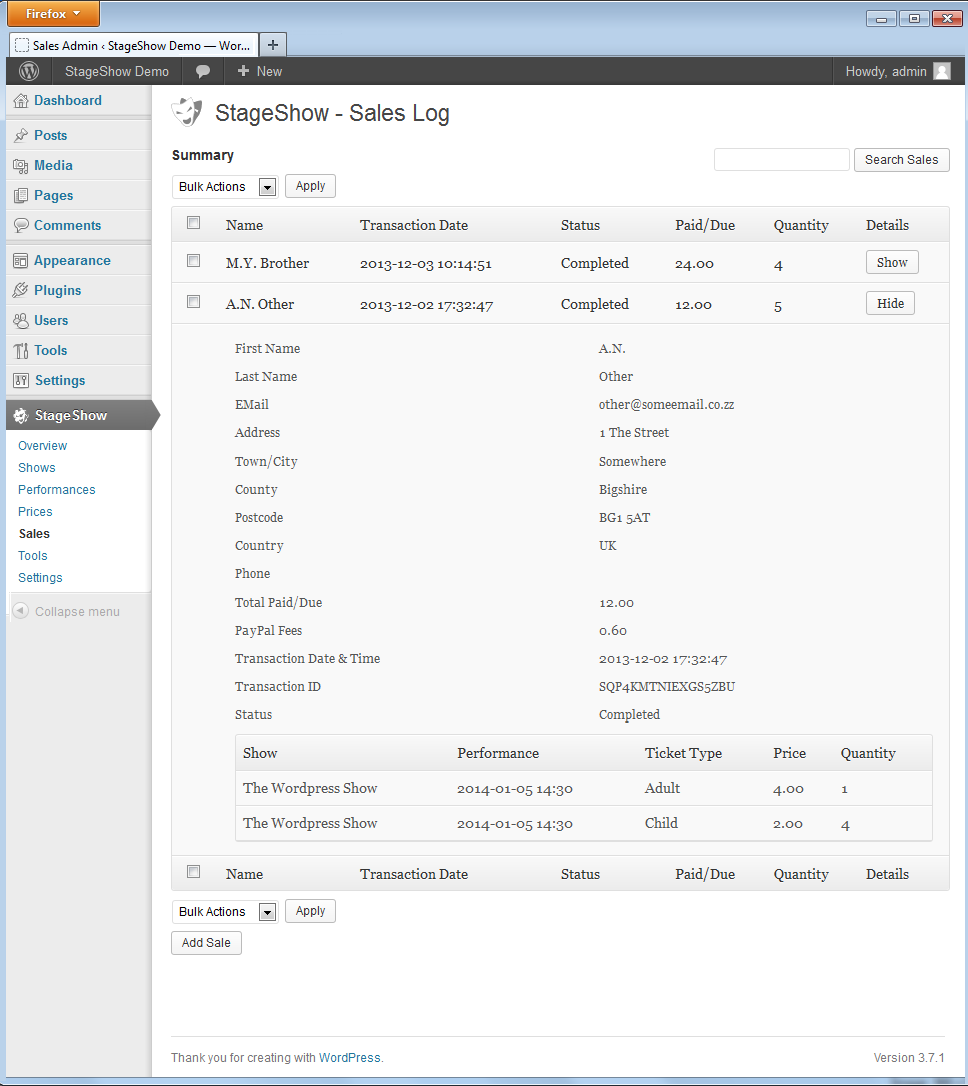 Firefox
Sales Admin ‹ StageShow Demo — Wor...
StageShow Demo
New
Howdy, admin
Dashboard
Posts
Media
Pages
Comments
Appearance
Plugins
Users
Tools
Settings
StageShow
Overview
Shows
Performances
Prices
Sales
Tools
Settings
Collapse menu
StageShow - Sales Log
Summary
Search Sales
Bulk Actions Apply
Name Transaction Date Status Paid/Due Quantity Details
M.Y. Brother 2013-12-03 10:14:51 Completed 24.00 4 Show
A.N. Other 2013-12-02 17:32:47 Completed 12.00 5 Hide
First Name A.N.
Last Name Other
EMail other@someemail.co.zz
Address 1 The Street
Town/City Somewhere
County Bigshire
Postcode BG1 5AT
Country UK
Phone
Total Paid/Due 12.00
PayPal Fees 0.60
Transaction Date & Time 2013-12-02 17:32:47
Transaction ID SQP4KMTNIEXGS5ZBU
Status Completed
Show Performance Ticket Type Price Quantity
The Wordpress Show 2014-01-05 14:30 Adult 4.00 1
The Wordpress Show 2014-01-05 14:30 Child 2.00 4
Name Transaction Date Status Paid/Due Quantity Details
Bulk Actions Apply
Add Sale
Thank you for creating with WordPress.
Version 3.7.1